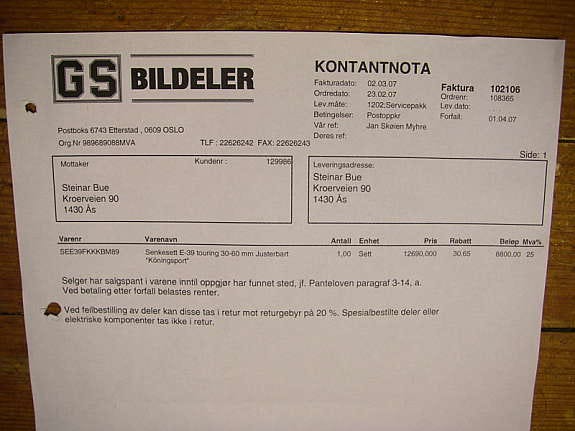 GS BILDELER
KONTANTNOTA
Fakturadato: 02.03.07 Faktura 102106
Ordredato: 23.02.07 Ordrenr: 108365
Lev.måte: 1202:Servicepakk Lev.dato:
Betingelser: Postoppkr Forfall: 01.04.07
Vår ref: Jan Skøien Myhre
Deres ref:
Postboks 6743 Etterstad , 0609 OSLO
Org.Nr 989689088MVA TLF : 22626242 FAX: 22626243
Side: 1
Mottaker Kundenr : 129986
Steinar Bue
Kroerveien 90
1430 Ås
Leveringsadresse:
Steinar Bue
Kroerveien 90
1430 Ås
Varenr Varenavn Antall Enhet Pris Rabatt Beløp Mva%
SEE39FKKKBM89 Senkesett E-39 touring 30-60 mm Justerbart 1,00 Sett 12690,000 30.65 8800.00 25
"Køningsport"
Selger har salgspant i varene inntil oppgjør har funnet sted, jf. Panteloven paragraf 3-14, a.
Ved betaling etter forfall belastes renter.
Ved feilbestilling av deler kan disse tas i retur mot returgebyr på 20 %. Spesialbestilte deler eller
elektriske komponenter tas ikke i retur.